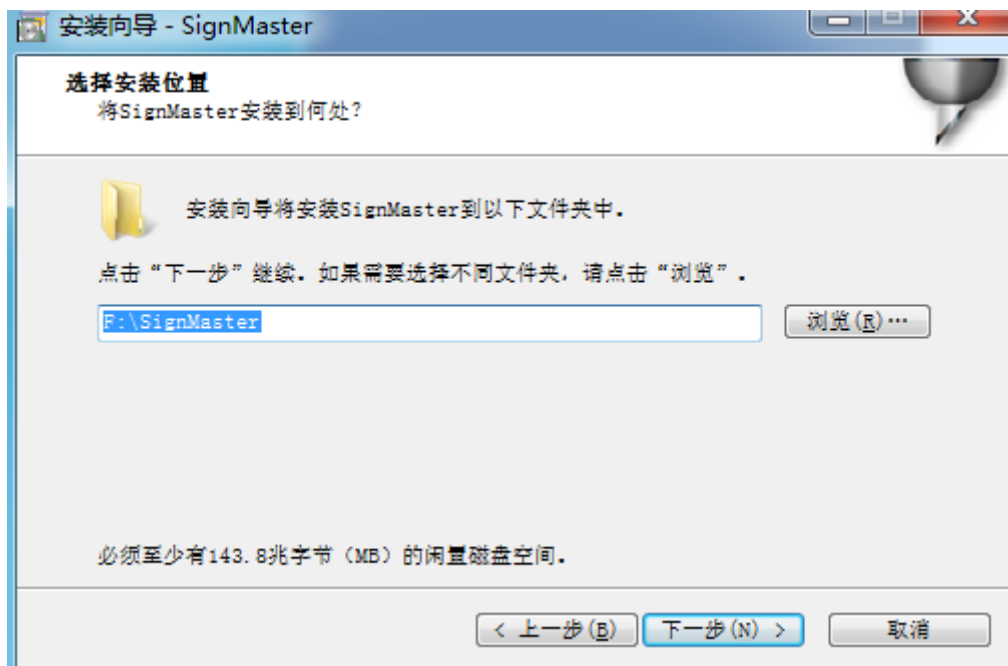 安装向导 - SignMaster
选择安装位置
将SignMaster安装到何处?
安装向导将安装SignMaster到以下文件夹中.
点击“下一步”继续. 如果需要选择不同文件夹, 请点击“浏览”.
F:\SignMaster
浏览(R)…
必须至少有143.8兆字节（MB）的闲置磁盘空间.
< 上一步(B)
下一步(N) >
取消